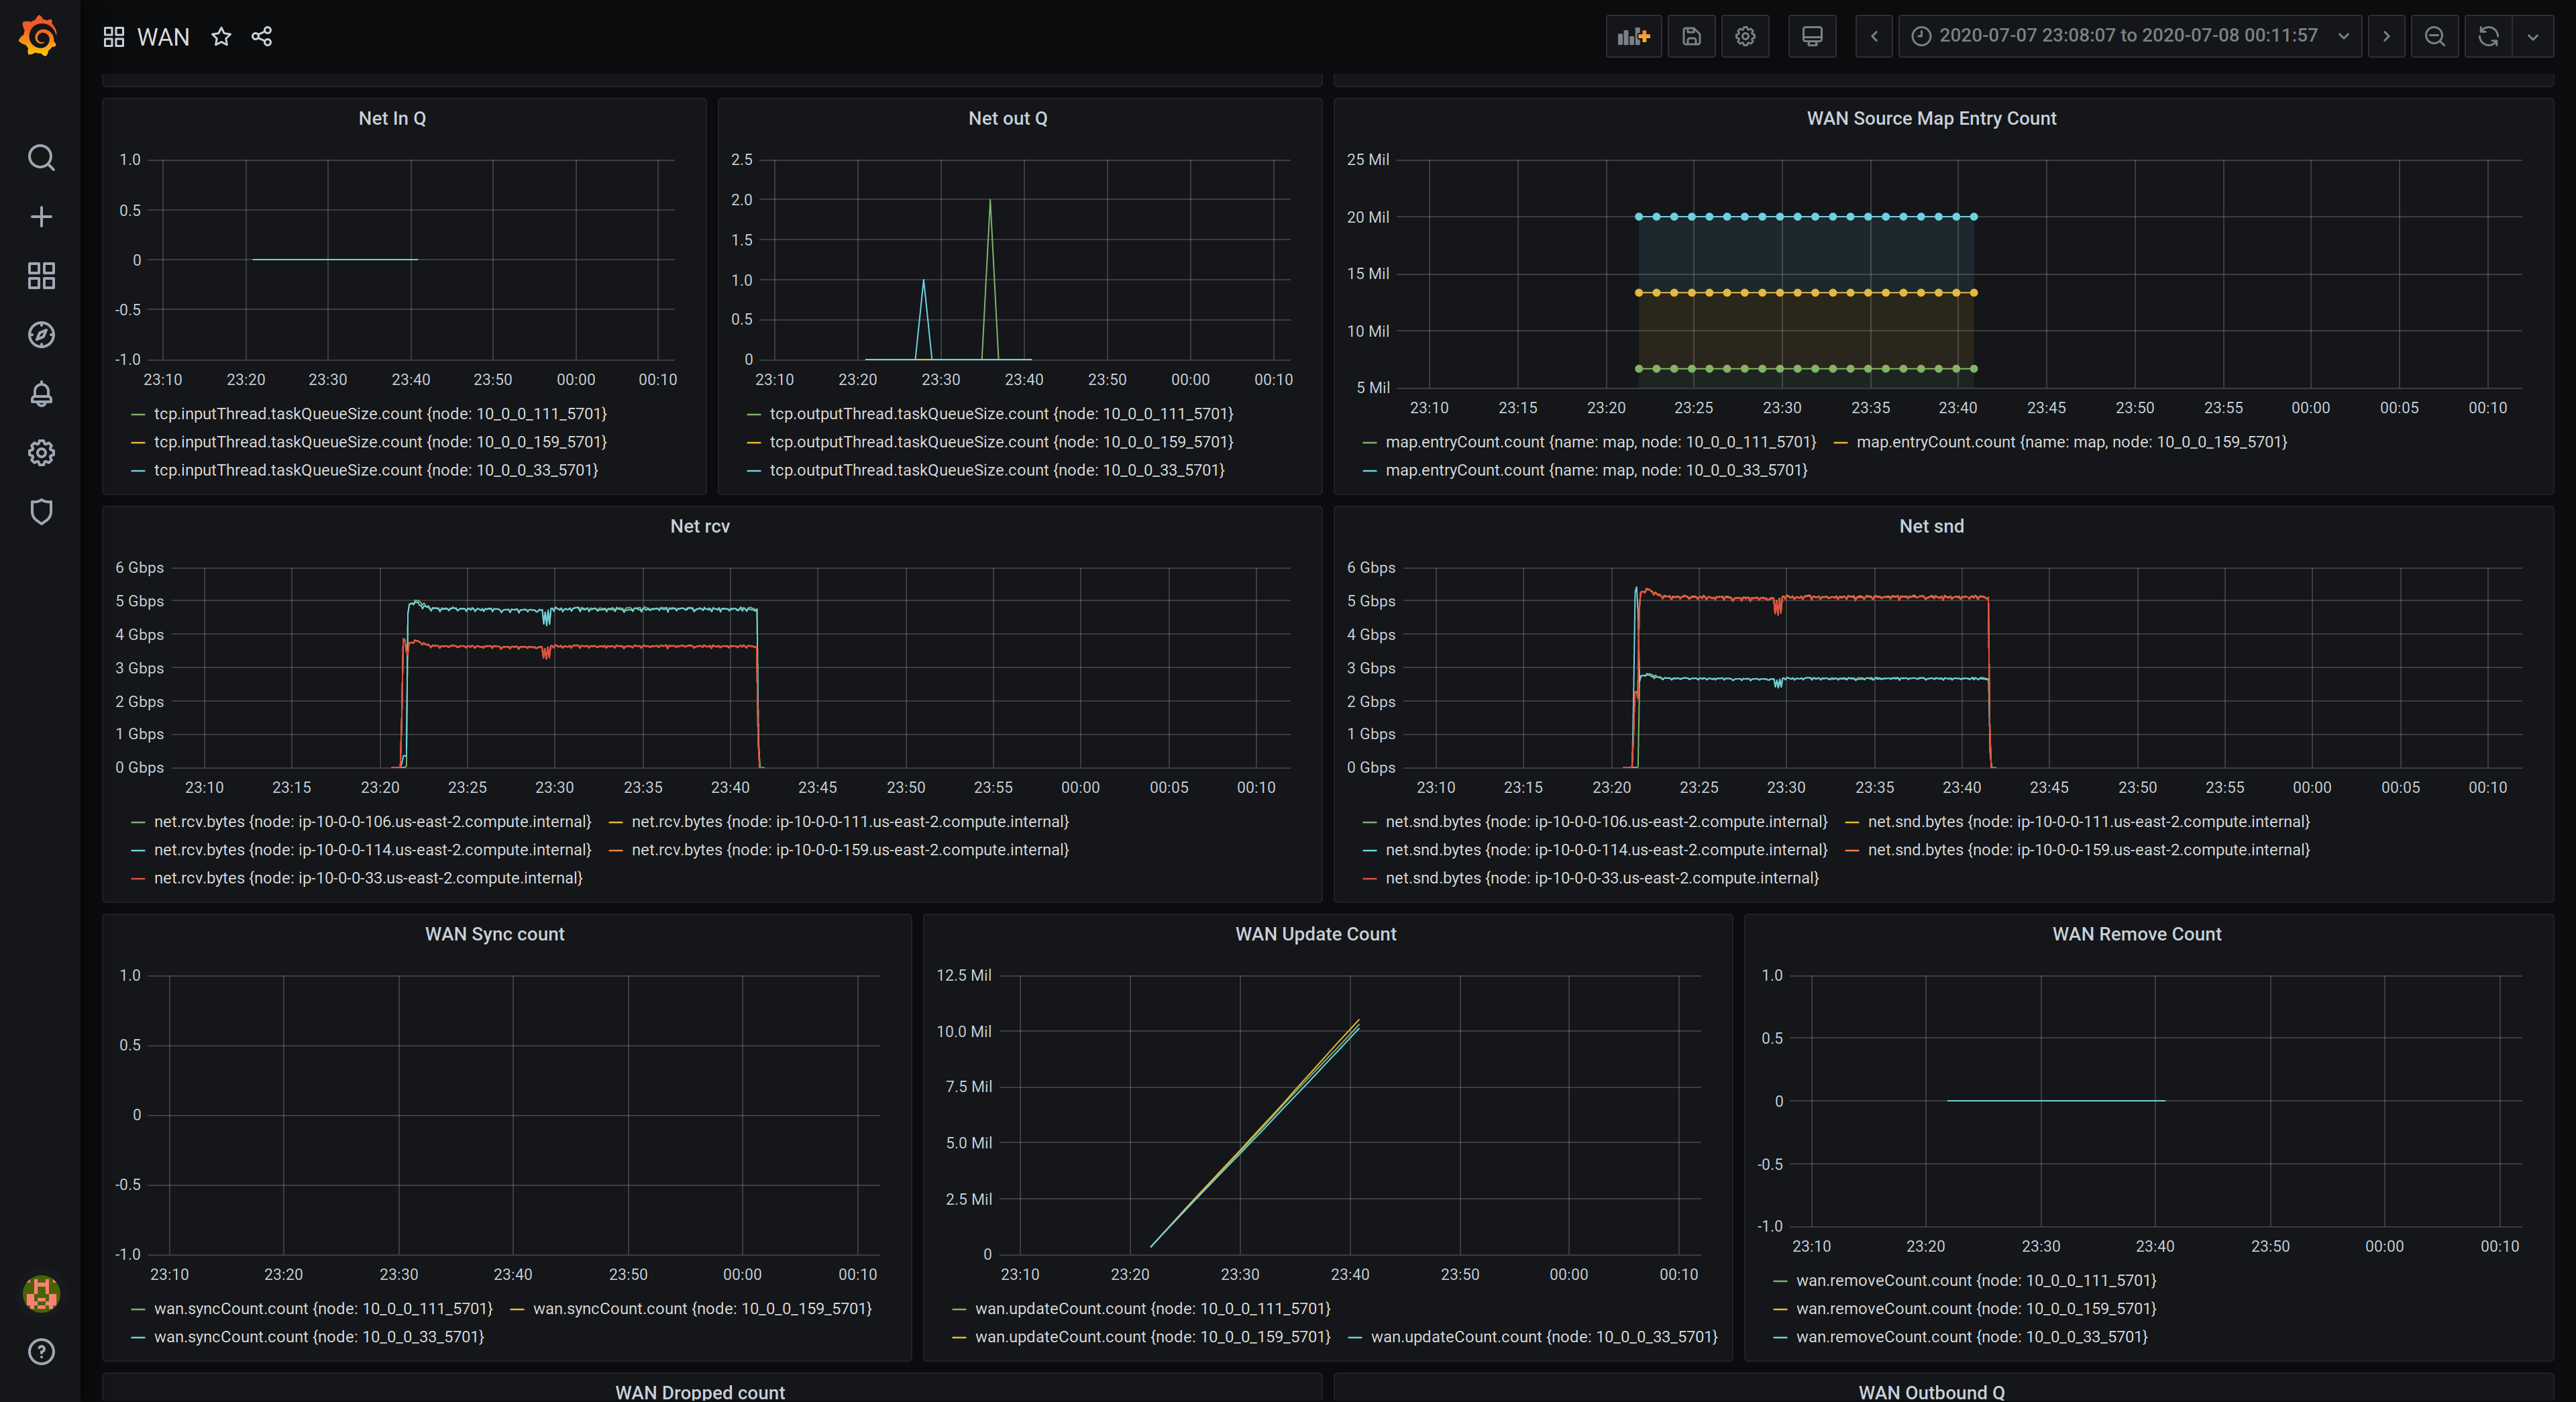 WAN
2020-07-07 23:08:07 to 2020-07-08 00:11:57
Net In Q
1.0
0.5
0
-0.5
-1.0
23:10 23:20 23:30 23:40 23:50 00:00 00:10
tcp.inputThread.taskQueueSize.count {node: 10_0_0_111_5701}
tcp.inputThread.taskQueueSize.count {node: 10_0_0_159_5701}
tcp.inputThread.taskQueueSize.count {node: 10_0_0_33_5701}
Net out Q
2.5
2.0
1.5
1.0
0.5
0
23:10 23:20 23:30 23:40 23:50 00:00 00:10
tcp.outputThread.taskQueueSize.count {node: 10_0_0_111_5701}
tcp.outputThread.taskQueueSize.count {node: 10_0_0_159_5701}
tcp.outputThread.taskQueueSize.count {node: 10_0_0_33_5701}
WAN Source Map Entry Count
25 Mil
20 Mil
15 Mil
10 Mil
5 Mil
23:10 23:15 23:20 23:25 23:30 23:35 23:40 23:45 23:50 23:55 00:00 00:05 00:10
map.entryCount.count {name: map, node: 10_0_0_111_5701} map.entryCount.count {name: map, node: 10_0_0_159_5701}
map.entryCount.count {name: map, node: 10_0_0_33_5701}
Net rcv
6 Gbps
5 Gbps
4 Gbps
3 Gbps
2 Gbps
1 Gbps
0 Gbps
23:10 23:15 23:20 23:25 23:30 23:35 23:40 23:45 23:50 23:55 00:00 00:05 00:10
net.rcv.bytes {node: ip-10-0-0-106.us-east-2.compute.internal} net.rcv.bytes {node: ip-10-0-0-111.us-east-2.compute.internal}
net.rcv.bytes {node: ip-10-0-0-114.us-east-2.compute.internal} net.rcv.bytes {node: ip-10-0-0-159.us-east-2.compute.internal}
net.rcv.bytes {node: ip-10-0-0-33.us-east-2.compute.internal}
Net snd
6 Gbps
5 Gbps
4 Gbps
3 Gbps
2 Gbps
1 Gbps
0 Gbps
23:10 23:15 23:20 23:25 23:30 23:35 23:40 23:45 23:50 23:55 00:00 00:05 00:10
net.snd.bytes {node: ip-10-0-0-106.us-east-2.compute.internal} net.snd.bytes {node: ip-10-0-0-111.us-east-2.compute.internal}
net.snd.bytes {node: ip-10-0-0-114.us-east-2.compute.internal} net.snd.bytes {node: ip-10-0-0-159.us-east-2.compute.internal}
net.snd.bytes {node: ip-10-0-0-33.us-east-2.compute.internal}
WAN Sync count
1.0
0.5
0
-0.5
-1.0
23:10 23:20 23:30 23:40 23:50 00:00 00:10
wan.syncCount.count {node: 10_0_0_111_5701} wan.syncCount.count {node: 10_0_0_159_5701}
wan.syncCount.count {node: 10_0_0_33_5701}
WAN Update Count
12.5 Mil
10.0 Mil
7.5 Mil
5.0 Mil
2.5 Mil
0
23:10 23:20 23:30 23:40 23:50 00:00 00:10
wan.updateCount.count {node: 10_0_0_111_5701}
wan.updateCount.count {node: 10_0_0_159_5701} wan.updateCount.count {node: 10_0_0_33_5701}
WAN Remove Count
1.0
0.5
0
-0.5
-1.0
23:10 23:20 23:30 23:40 23:50 00:00 00:10
wan.removeCount.count {node: 10_0_0_111_5701}
wan.removeCount.count {node: 10_0_0_159_5701}
wan.removeCount.count {node: 10_0_0_33_5701}
WAN Dropped count
WAN Outbound Q